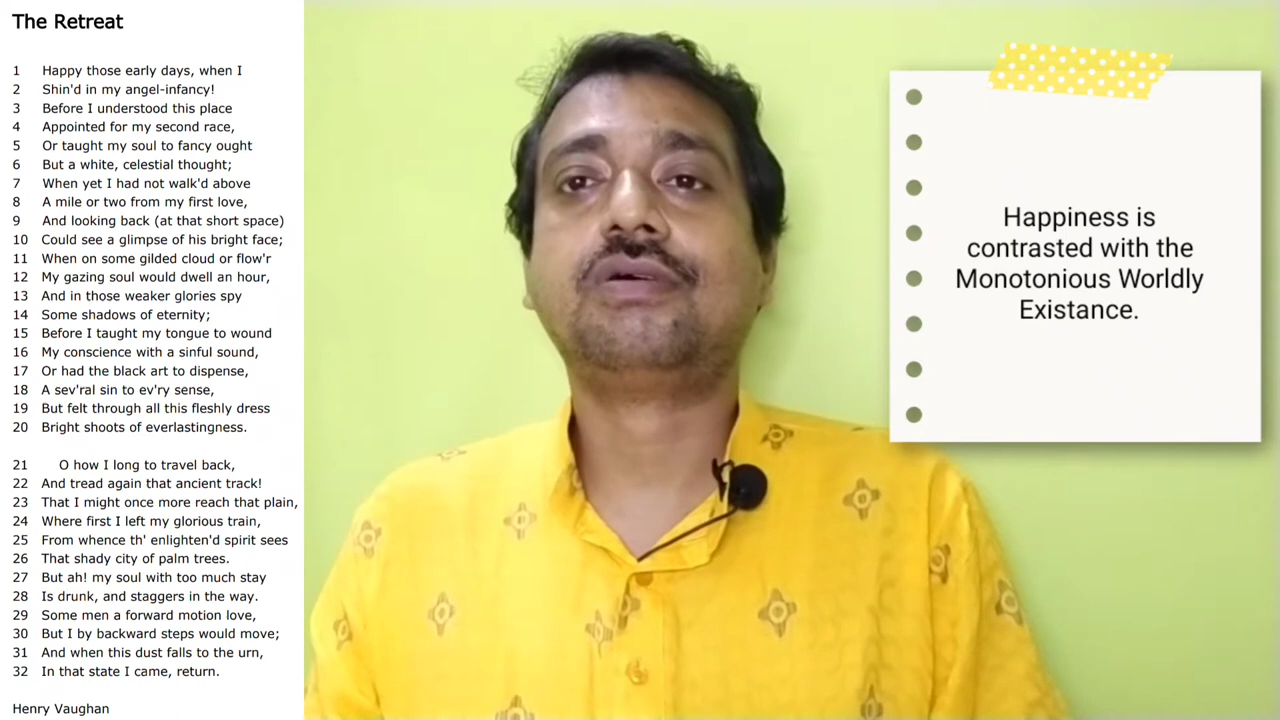 The Retreat
1 Happy those early days, when I
2 Shin'd in my angel-infancy!
3 Before I understood this place
4 Appointed for my second race,
5 Or taught my soul to fancy ought
6 But a white, celestial thought;
7 When yet I had not walk'd above
8 A mile or two from my first love,
9 And looking back (at that short space)
10 Could see a glimpse of his bright face;
11 When on some gilded cloud or flow'r
12 My gazing soul would dwell an hour,
13 And in those weaker glories spy
14 Some shadows of eternity;
15 Before I taught my tongue to wound
16 My conscience with a sinful sound,
17 Or had the black art to dispense,
18 A sev'ral sin to ev'ry sense,
19 But felt through all this fleshly dress
20 Bright shoots of everlastingness.
21 O how I long to travel back,
22 And tread again that ancient track!
23 That I might once more reach that plain,
24 Where first I left my glorious train,
25 From whence th' enlighten'd spirit sees
26 That shady city of palm trees.
27 But ah! my soul with too much stay
28 Is drunk, and staggers in the way.
29 Some men a forward motion love,
30 But I by backward steps would move;
31 And when this dust falls to the urn,
32 In that state I came, return.
Henry Vaughan
Happiness is
contrasted with the
Monotonious Worldly
Existance.